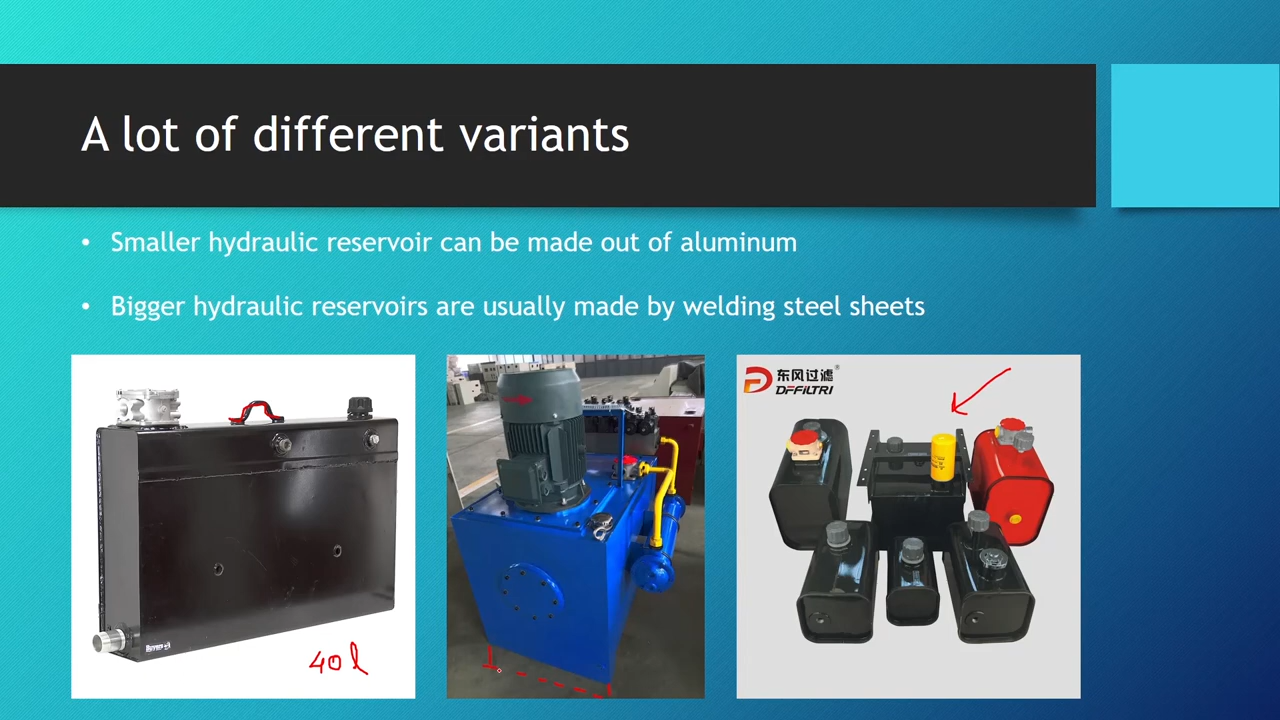 A lot of different variants
• Smaller hydraulic reservoir can be made out of aluminum
• Bigger hydraulic reservoirs are usually made by welding steel sheets
东风过滤®
DFFILTRI
40 l